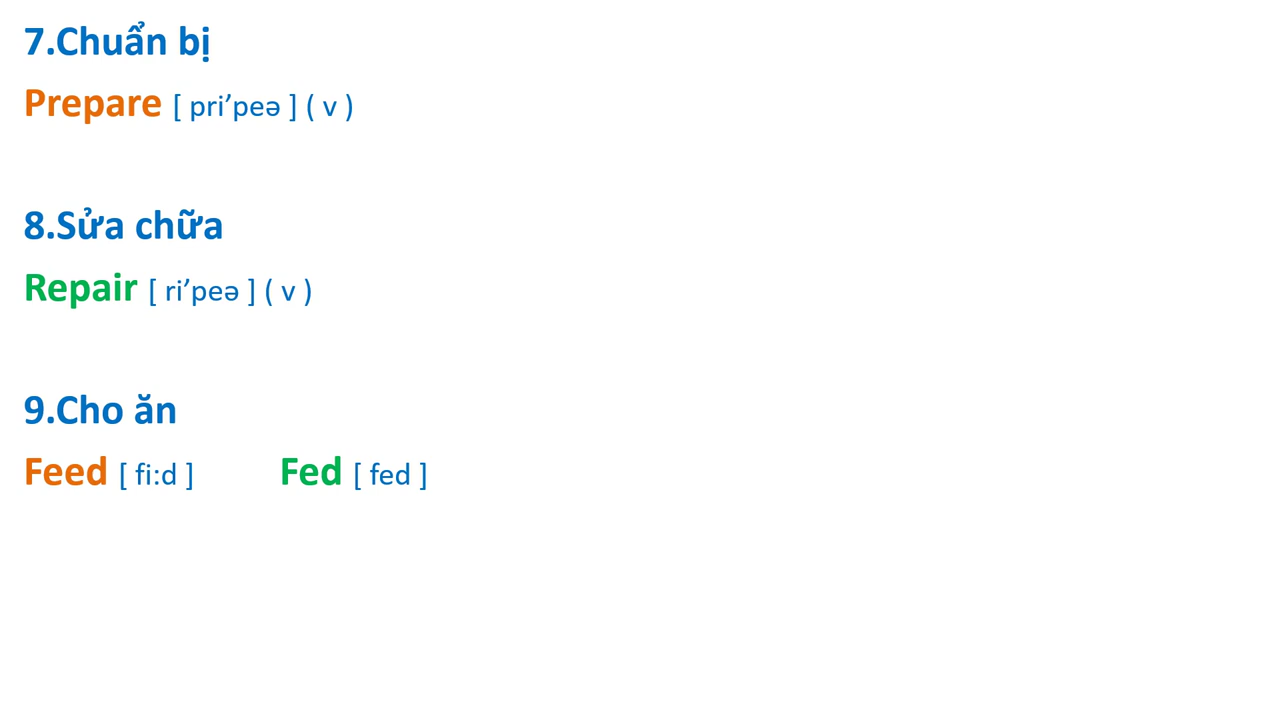 7.Chuẩn bị
Prepare [ pri’peə ] ( v )
8.Sửa chữa
Repair [ ri’peə ] ( v )
9.Cho ăn
Feed [ fi:d ] Fed [ fed ]